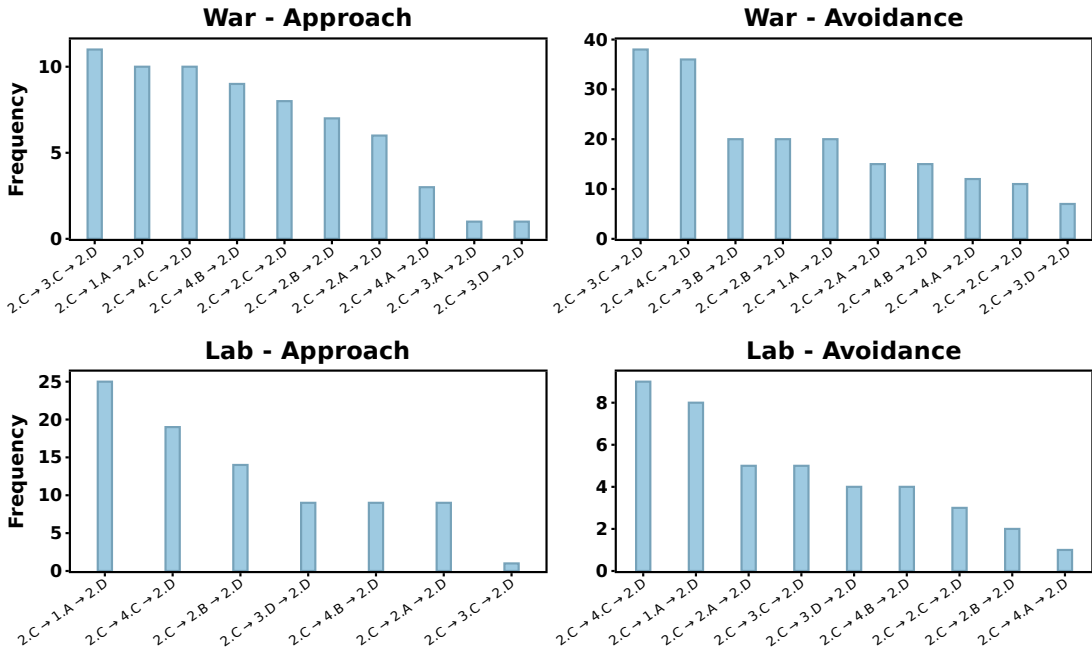 War - Approach
Frequency
10
5
0
2.C → 3.C → 2.D
2.C → 1.A → 2.D
2.C → 4.C → 2.D
2.C → 4.B → 2.D
2.C → 2.C → 2.D
2.C → 2.B → 2.D
2.C → 2.A → 2.D
2.C → 4.A → 2.D
2.C → 3.A → 2.D
2.C → 3.D → 2.D
War - Avoidance
40
30
20
10
0
2.C → 3.C → 2.D
2.C → 4.C → 2.D
2.C → 3.B → 2.D
2.C → 2.B → 2.D
2.C → 1.A → 2.D
2.C → 2.A → 2.D
2.C → 4.B → 2.D
2.C → 4.A → 2.D
2.C → 2.C → 2.D
2.C → 3.D → 2.D
Lab - Approach
Frequency
25
20
15
10
5
0
2.C → 1.A → 2.D
2.C → 4.C → 2.D
2.C → 2.B → 2.D
2.C → 3.D → 2.D
2.C → 4.B → 2.D
2.C → 2.A → 2.D
2.C → 3.C → 2.D
Lab - Avoidance
8
6
4
2
0
2.C → 4.C → 2.D
2.C → 1.A → 2.D
2.C → 2.A → 2.D
2.C → 3.C → 2.D
2.C → 3.D → 2.D
2.C → 4.B → 2.D
2.C → 2.C → 2.D
2.C → 2.B → 2.D
2.C → 4.A → 2.D